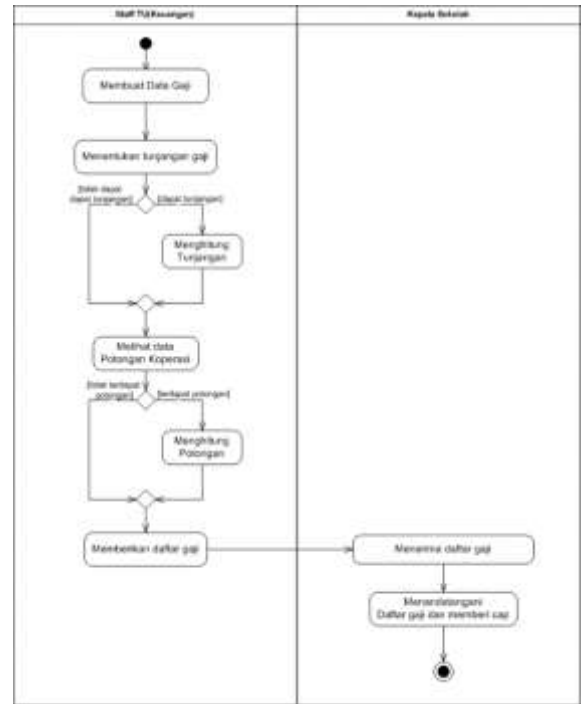 Staff TU(Keuangan)
Kepala Sekolah
Membuat Data Gaji
Menentukan tunjangan gaji
[tidak dapat
dapat tunjangan]
[dapat tunjangan]
Menghitung
Tunjangan
Melihat data
Potongan Koperasi
[tidak terdapat
potongan]
[terdapat potongan]
Menghitung
Potongan
Memberikan daftar gaji
Menerima daftar gaji
Menandatangani
Daftar gaji dan memberi cap